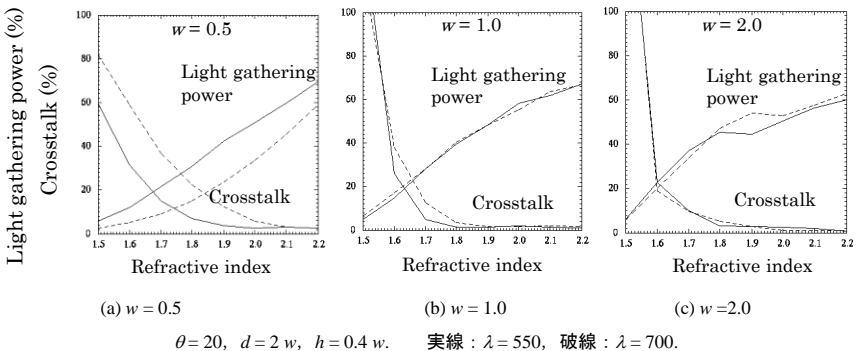 Light gathering power (%)
Crosstalk (%)
w = 0.5
Light gathering
power
Crosstalk
100
80
60
40
20
0
1.5 1.6 1.7 1.8 1.9 2.0 2.1 2.2
Refractive index
w = 1.0
Light gathering
power
Crosstalk
100
80
60
40
20
0
1.5 1.6 1.7 1.8 1.9 2.0 2.1 2.2
Refractive index
w = 2.0
Light gathering
power
Crosstalk
100
80
60
40
20
0
1.5 1.6 1.7 1.8 1.9 2.0 2.1 2.2
Refractive index
(a) w = 0.5
(b) w = 1.0
(c) w =2.0
θ = 20, d = 2 w, h = 0.4 w. 実線：λ = 550, 破線：λ = 700.